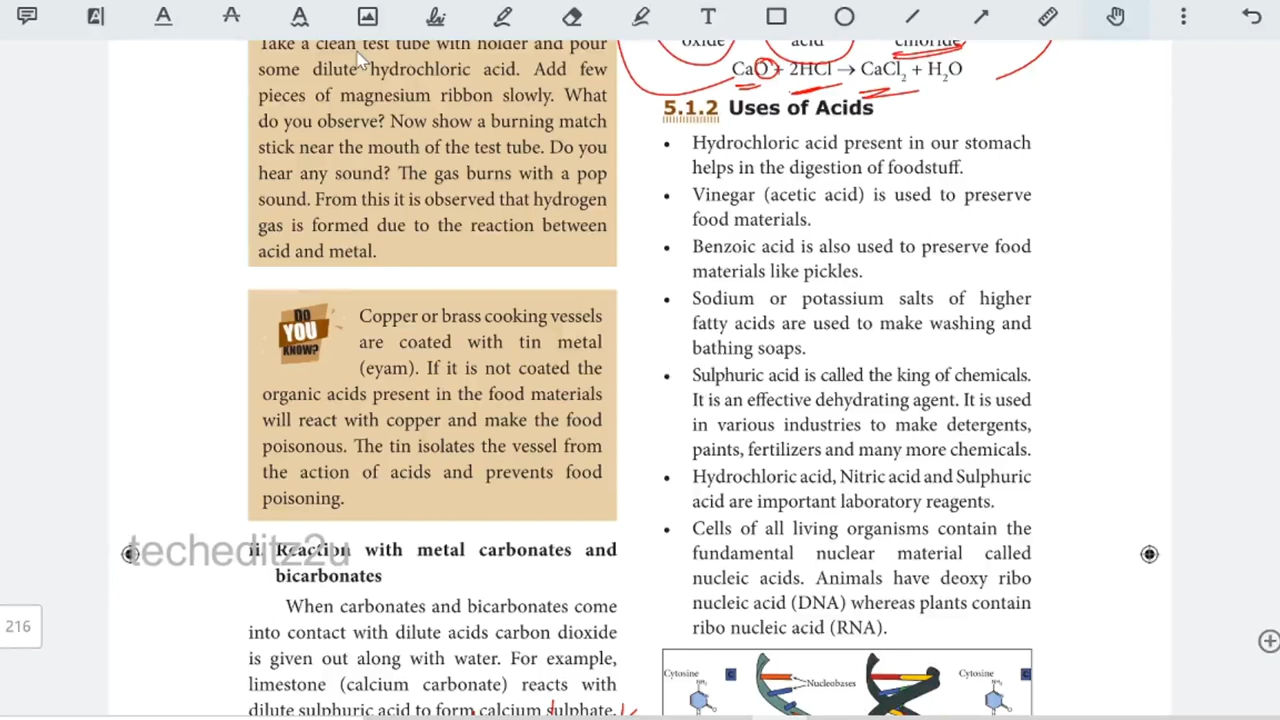 Take a clean test tube with holder and pour
some dilute hydrochloric acid. Add few
pieces of magnesium ribbon slowly. What
do you observe? Now show a burning match
stick near the mouth of the test tube. Do you
hear any sound? The gas burns with a pop
sound. From this it is observed that hydrogen
gas is formed due to the reaction between
acid and metal.
DO
YOU
KNOW?
Copper or brass cooking vessels
are coated with tin metal
(eyam). If it is not coated the
organic acids present in the food materials
will react with copper and make the food
poisonous. The tin isolates the vessel from
the action of acids and prevents food
poisoning.
techeditz2u
ii. Reaction with metal carbonates and
bicarbonates
When carbonates and bicarbonates come
into contact with dilute acids carbon dioxide
is given out along with water. For example,
limestone (calcium carbonate) reacts with
dilute sulphuric acid to form calcium sulphate,
216
oxide acid chloride
CaO + 2HCl → CaCl₂ + H₂O
5.1.2 Uses of Acids
• Hydrochloric acid present in our stomach
helps in the digestion of foodstuff.
• Vinegar (acetic acid) is used to preserve
food materials.
• Benzoic acid is also used to preserve food
materials like pickles.
• Sodium or potassium salts of higher
fatty acids are used to make washing and
bathing soaps.
• Sulphuric acid is called the king of chemicals.
It is an effective dehydrating agent. It is used
in various industries to make detergents,
paints, fertilizers and many more chemicals.
• Hydrochloric acid, Nitric acid and Sulphuric
acid are important laboratory reagents.
• Cells of all living organisms contain the
fundamental nuclear material called
nucleic acids. Animals have deoxy ribo
nucleic acid (DNA) whereas plants contain
ribo nucleic acid (RNA).
Cytosine C Nucleobases Cytosine C
NH₂ NH₂